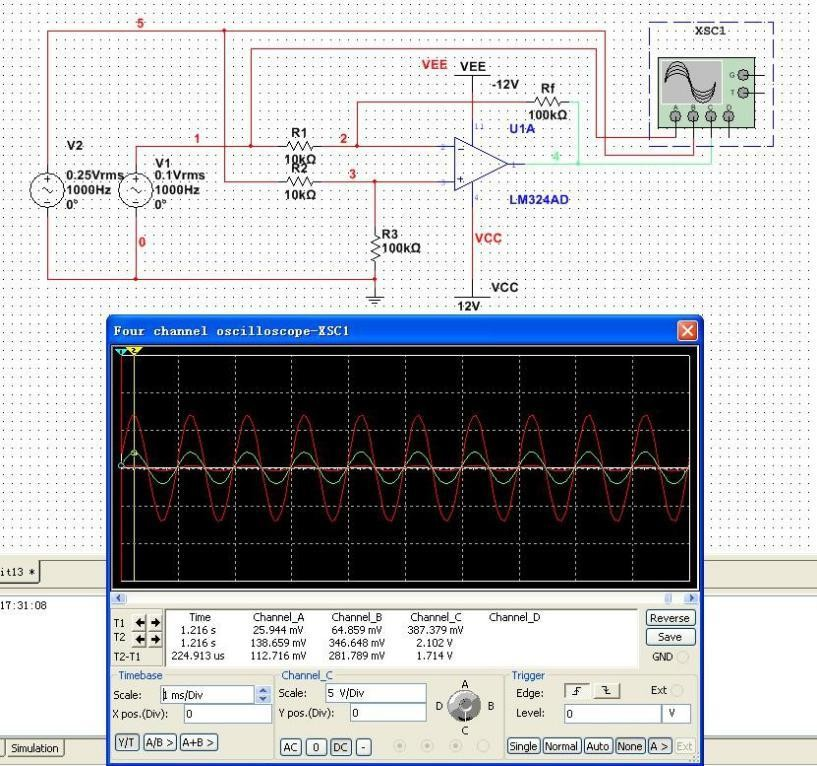 5
XSC1
VEE VEE
-12V
Rf
G
T
A B C D
100kΩ
11
U1A
V2
1
R1
2
V1
10kΩ
4
0.25Vrms
0.1Vrms
R2
3
1000Hz
1000Hz
10kΩ
0°
0°
LM324AD
0
R3
100kΩ
VCC
VCC
12V
Four channel oscilloscope-XSC1
it13 *
17:31:08
Time Channel_A Channel_B Channel_C Channel_D
T1 1.216 s 25.944 mV 64.859 mV 387.379 mV
T2 1.216 s 138.659 mV 346.648 mV 2.102 V
T2-T1 224.913 us 112.716 mV 281.789 mV 1.714 V
Reverse
Save
GND
Timebase
Scale: 1 ms/Div
X pos.(Div): 0
Y/T A/B > A+B >
Channel_C
Scale: 5 V/Div
Y pos.(Div): 0
AC 0 DC -
A
D B
C
Trigger
Edge: Ext
Level: 0 V
Single Normal Auto None A > Ext
Simulation